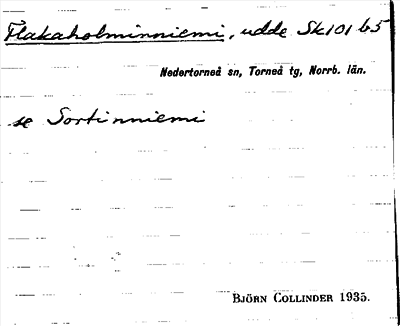 Flakaholminniemi, udde Sk101 b5
Nedertorneå sn, Torneå tg, Norrb. län.
se Sortinniemi
BJÖRN COLLINDER 1935.